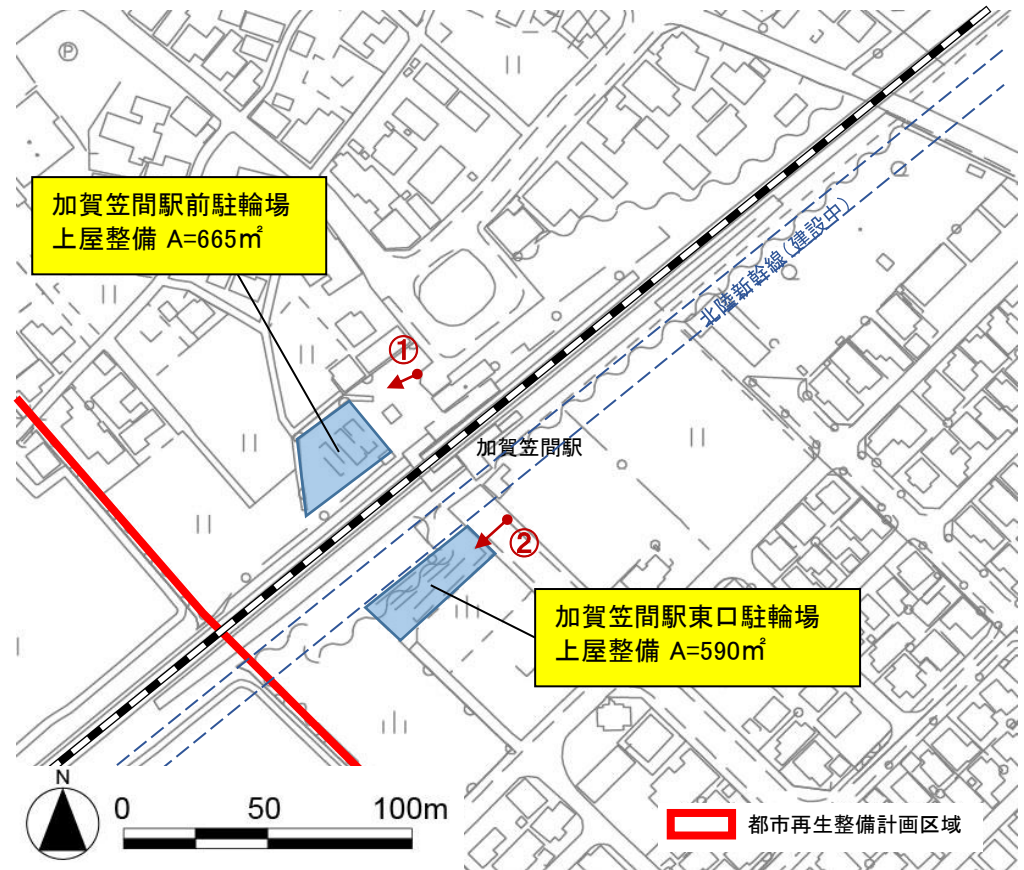 P
加賀笠間駅前駐輪場
上屋整備 A=665㎡
北陸新幹線(建設中)
①
加賀笠間駅
②
加賀笠間駅東口駐輪場
上屋整備 A=590㎡
N
0 50 100m
都市再生整備計画区域